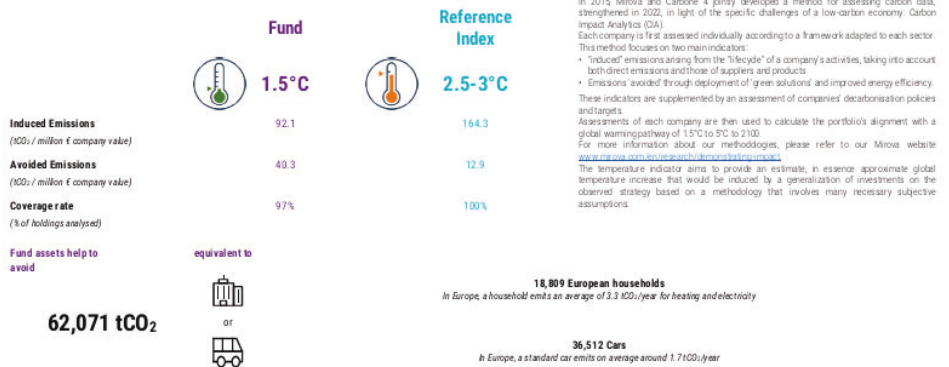 Fund
Reference
Index
1.5°C
2.5-3°C
Induced Emissions
92.1
164.3
(tCO₂ / million € company value)
Avoided Emissions
40.3
12.9
(tCO₂ / million € company value)
Coverage rate
97%
100%
(% of holdings analysed)
In 2015, Mirova and Carbone 4 jointly developed a method for assessing carbon data,
strengthened in 2022, in light of the specific challenges of a low-carbon economy: Carbon
Impact Analytics (CIA).
Each company is first assessed individually according to a framework adapted to each sector.
This method focuses on two main indicators:
• "induced" emissions arising from the "lifecycle" of a company's activities, taking into account
both direct emissions and those of suppliers and products
• Emissions 'avoided' through deployment of 'green solutions' and improved energy efficiency.
These indicators are supplemented by an assessment of companies' decarbonisation policies
and targets.
Assessments of each company are then used to calculate the portfolio's alignment with a
global warming pathway of 1.5°C to 5°C to 2100.
For more information about our methodologies, please refer to our Mirova website
www.mirova.com/en/research/demonstrating-impact
The temperature indicator aims to provide an estimate, in essence approximate global
temperature increase that would be induced by a generalization of investments on the
observed strategy based on a methodology that involves many necessary subjective
assumptions.
Fund assets help to
avoid
equivalent to
62,071 tCO₂
or
18,809 European households
In Europe, a household emits an average of 3.3 tCO₂/year for heating and electricity
36,512 Cars
In Europe, a standard car emits on average around 1.7 tCO₂/year